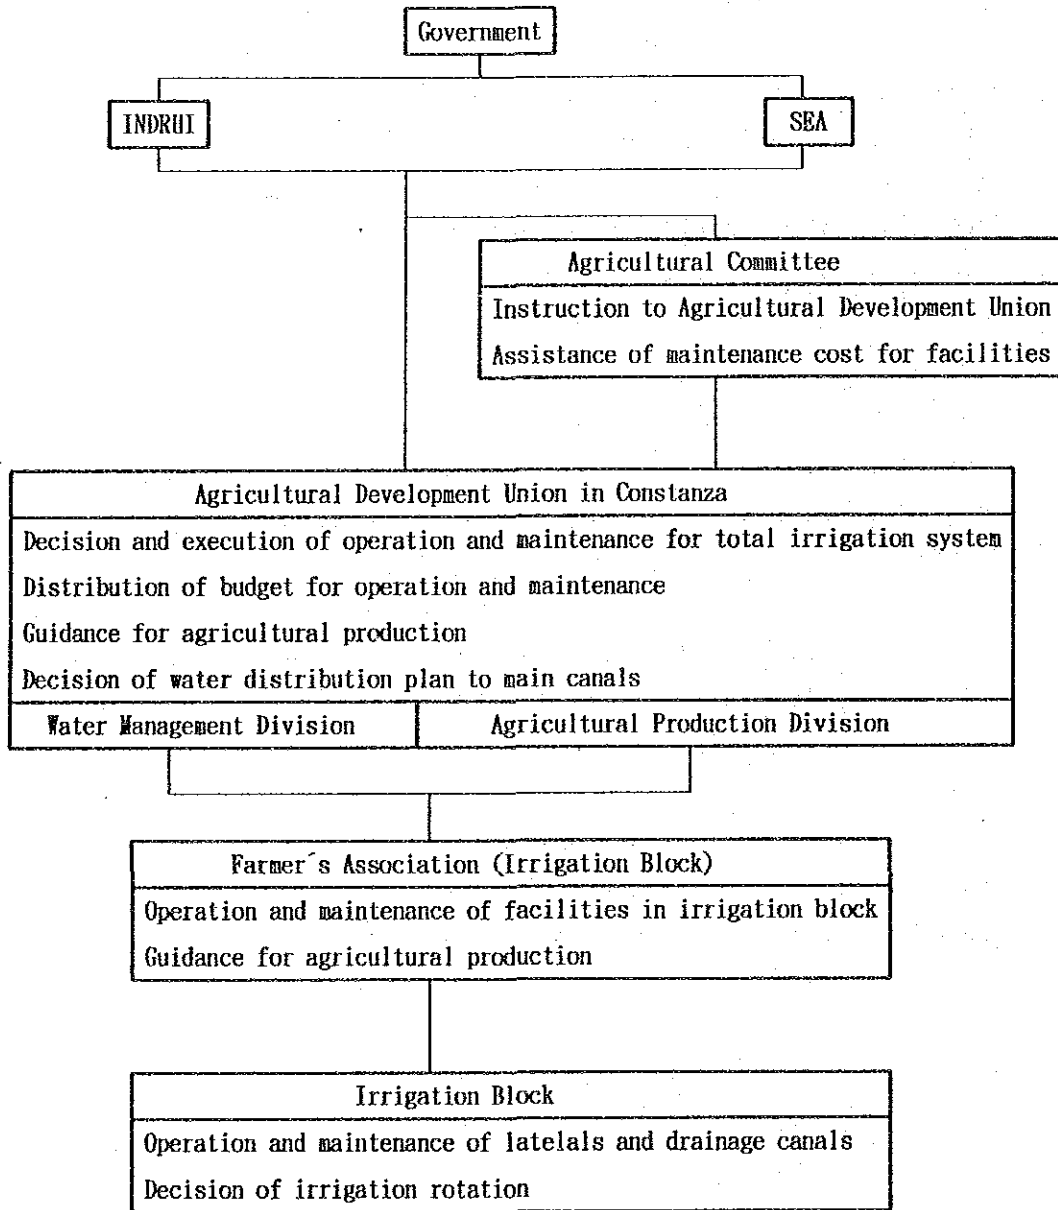 Government
INDRHI
SEA
Agricultural Committee
Instruction to Agricultural Development Union
Assistance of maintenance cost for facilities
Agricultural Development Union in Constanza
Decision and execution of operation and maintenance for total irrigation system
Distribution of budget for operation and maintenance
Guidance for agricultural production
Decision of water distribution plan to main canals
Water Management Division
Agricultural Production Division
Farmer´s Association (Irrigation Block)
Operation and maintenance of facilities in irrigation block
Guidance for agricultural production
Irrigation Block
Operation and maintenance of latelals and drainage canals
Decision of irrigation rotation